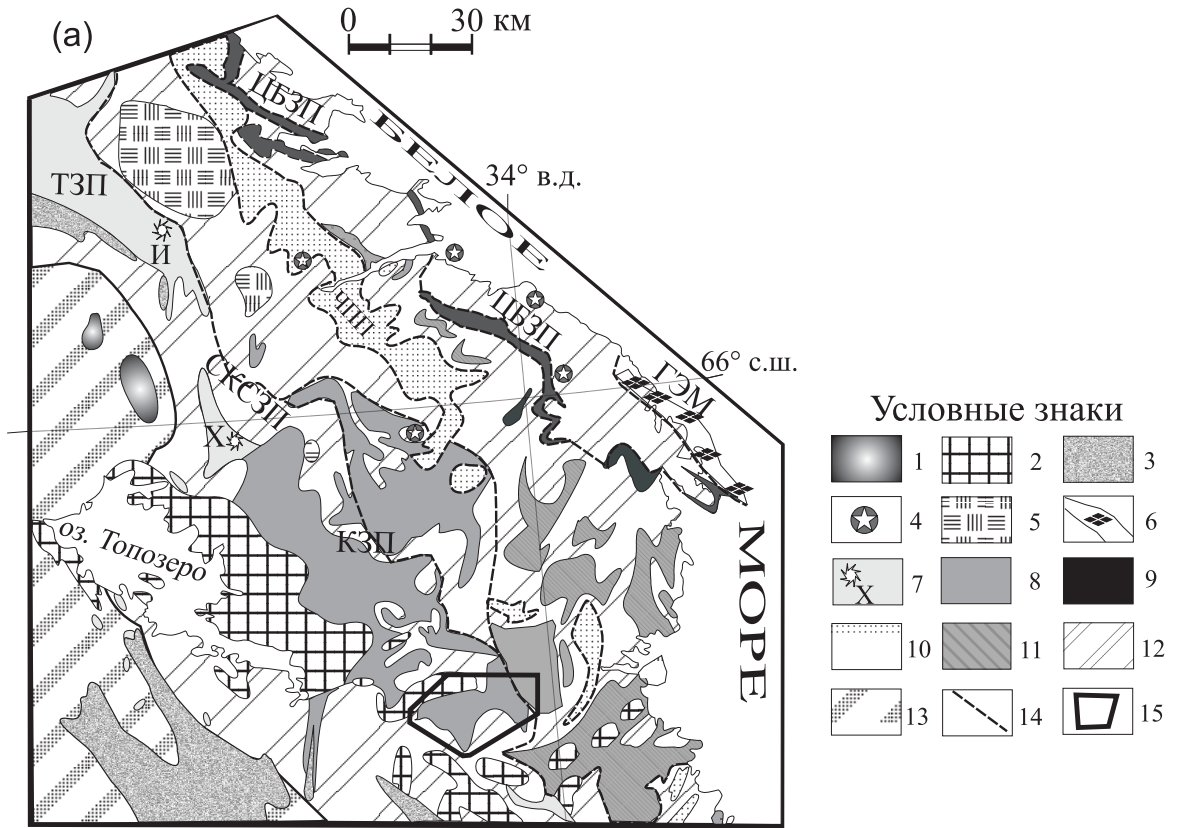 (а)
0 30 км
ЦБЗП
БЕЛОЕ
34° в.д.
ТЗП
И
ЧПП
ЦБЗП
66° с.ш.
ГЭМ
СКСЗП
Х
КЗП
оз. Топозеро
МОРЕ
Условные знаки
1 2 3
4 5 6
Х
7 8 9
10 11 12
13 14 15